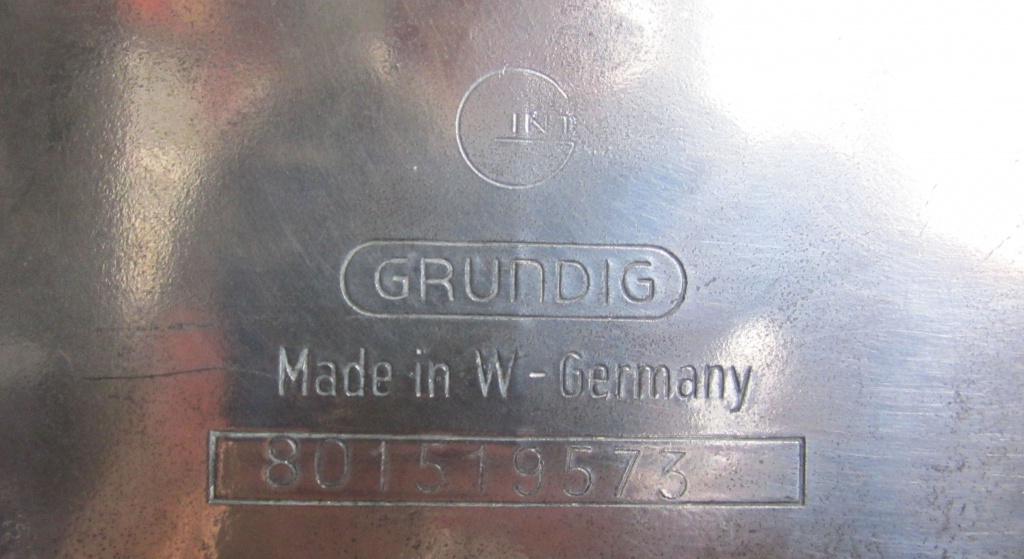 GRUNDIG
Made in W-Germany
801519573